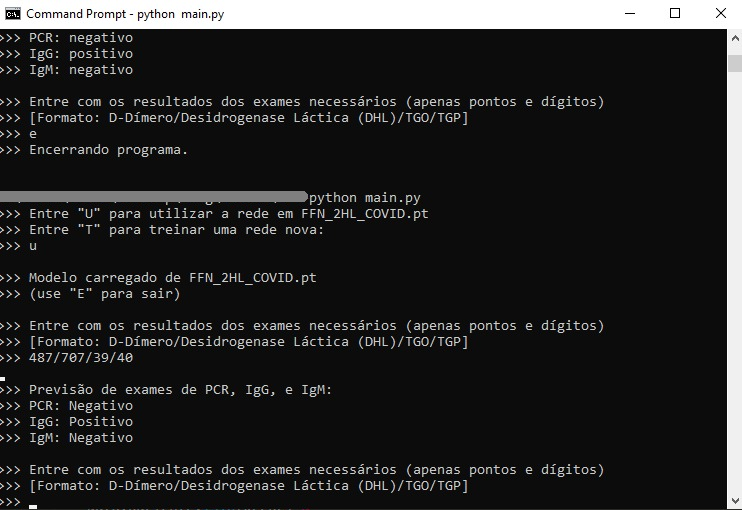 Command Prompt - python  main.py
>>> PCR: negativo
>>> IgG: positivo
>>> IgM: negativo
>>> Entre com os resultados dos exames necessários (apenas pontos e dígitos)
>>> [Formato: D-Dímero/Desidrogenase Láctica (DHL)/TGO/TGP]
>>> e
>>> Encerrando programa.
python main.py
>>> Entre "U" para utilizar a rede em FFN_2HL_COVID.pt
>>> Entre "T" para treinar uma rede nova:
>>> u
>>> Modelo carregado de FFN_2HL_COVID.pt
>>> (use "E" para sair)
>>> Entre com os resultados dos exames necessários (apenas pontos e dígitos)
>>> [Formato: D-Dímero/Desidrogenase Láctica (DHL)/TGO/TGP]
>>> 487/707/39/40
>>> Previsão de exames de PCR, IgG, e IgM:
>>> PCR: Negativo
>>> IgG: Positivo
>>> IgM: Negativo
>>> Entre com os resultados dos exames necessários (apenas pontos e dígitos)
>>> [Formato: D-Dímero/Desidrogenase Láctica (DHL)/TGO/TGP]
>>>